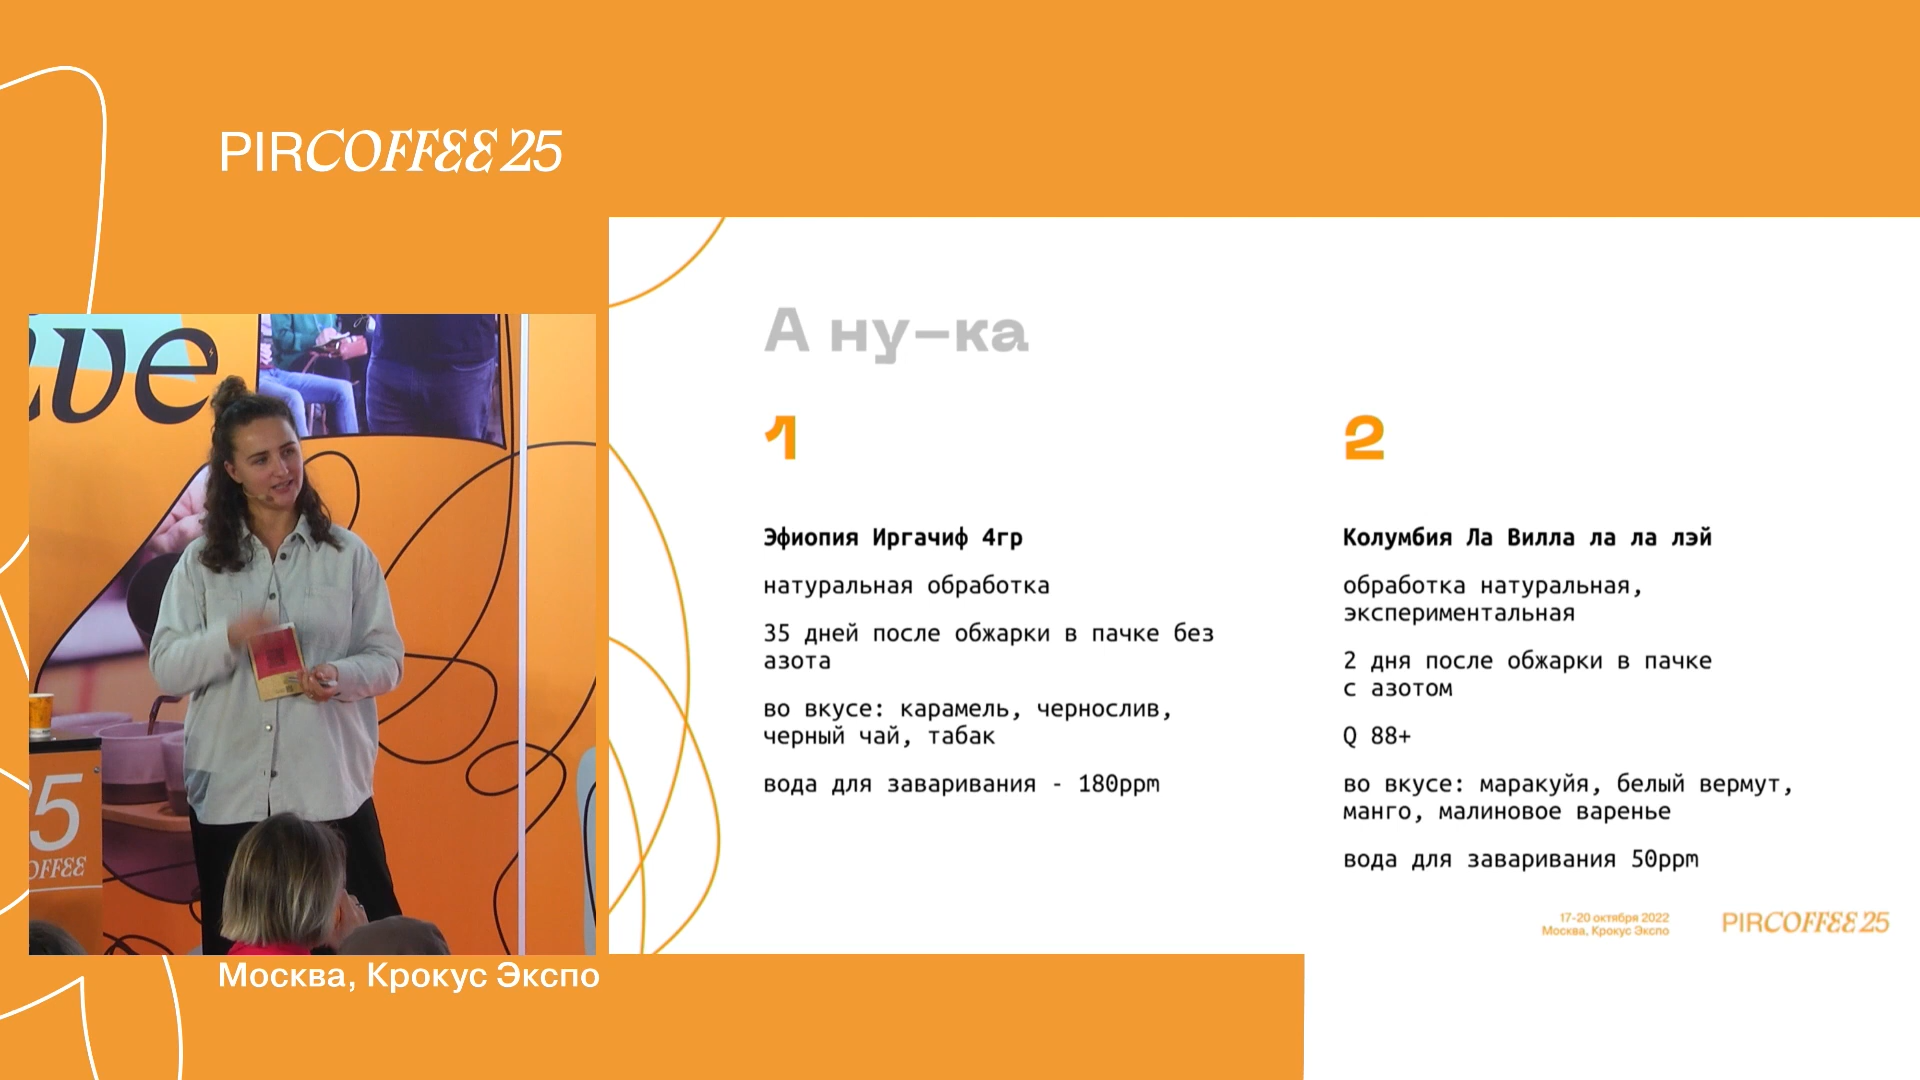 PIRCOFFEE 25
ve
А ну-ка
1
Эфиопия Иргачиф 4гр
натуральная обработка
35 дней после обжарки в пачке без
азота
во вкусе: карамель, чернослив,
черный чай, табак
вода для заваривания - 180ppm
2
Колумбия Ла Вилла ла ла лэй
обработка натуральная,
экспериментальная
2 дня после обжарки в пачке
с азотом
Q 88+
во вкусе: маракуйя, белый вермут,
манго, малиновое варенье
вода для заваривания 50ppm
25
OFFEE
17-20 октября 2022
Москва, Крокус Экспо
PIRCOFFEE 25
Москва, Крокус Экспо